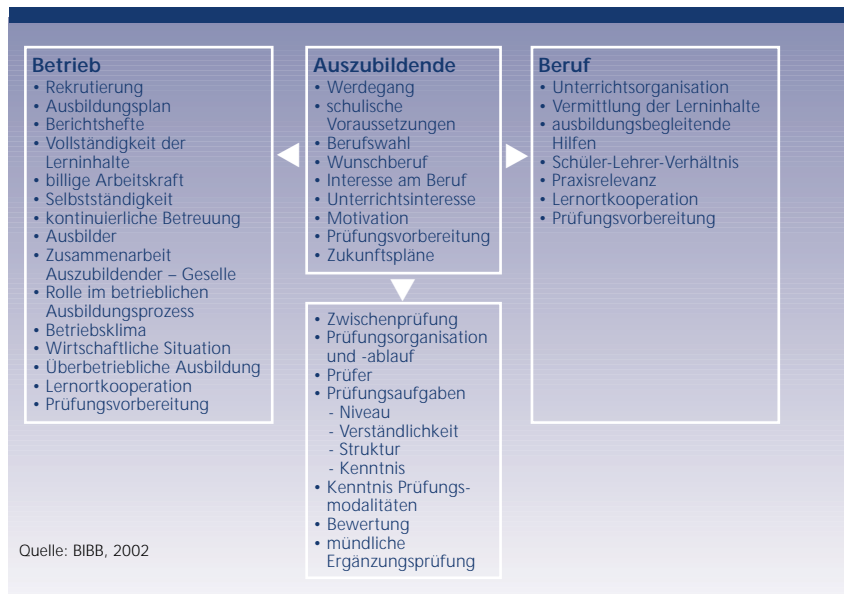 Betrieb
• Rekrutierung
• Ausbildungsplan
• Berichtshefte
• Vollständigkeit der
Lerninhalte
• billige Arbeitskraft
• Selbstständigkeit
• kontinuierliche Betreuung
• Ausbilder
• Zusammenarbeit
Auszubildender – Geselle
• Rolle im betrieblichen
Ausbildungsprozess
• Betriebsklima
• Wirtschaftliche Situation
• Überbetriebliche Ausbildung
• Lernortkooperation
• Prüfungsvorbereitung
Auszubildende
• Werdegang
• schulische
Voraussetzungen
• Berufswahl
• Wunschberuf
• Interesse am Beruf
• Unterrichtsinteresse
• Motivation
• Prüfungsvorbereitung
• Zukunftspläne
Beruf
• Unterrichtsorganisation
• Vermittlung der Lerninhalte
• ausbildungsbegleitende
Hilfen
• Schüler-Lehrer-Verhältnis
• Praxisrelevanz
• Lernortkooperation
• Prüfungsvorbereitung
• Zwischenprüfung
• Prüfungsorganisation
und -ablauf
• Prüfer
• Prüfungsaufgaben
- Niveau
- Verständlichkeit
- Struktur
- Kenntnis
• Kenntnis Prüfungs-
modalitäten
• Bewertung
• mündliche
Ergänzungsprüfung
Quelle: BIBB, 2002